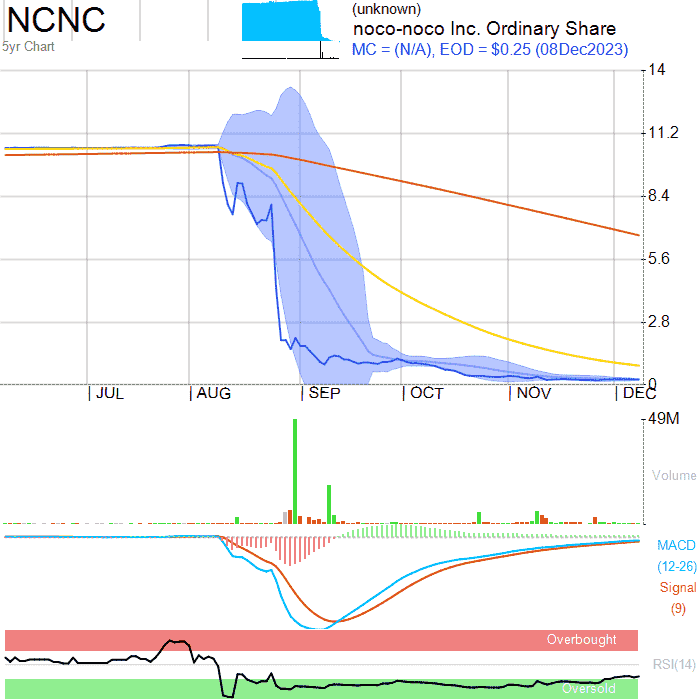 NCNC
5yr Chart
(unknown)
noco-noco Inc. Ordinary Share
MC = (N/A), EOD = $0.25 (08Dec2023)
14
11.2
8.4
5.6
2.8
0
JUL AUG SEP OCT NOV DEC
49M
Volume
MACD
(12-26)
Signal
(9)
Overbought
RSI(14)
Oversold